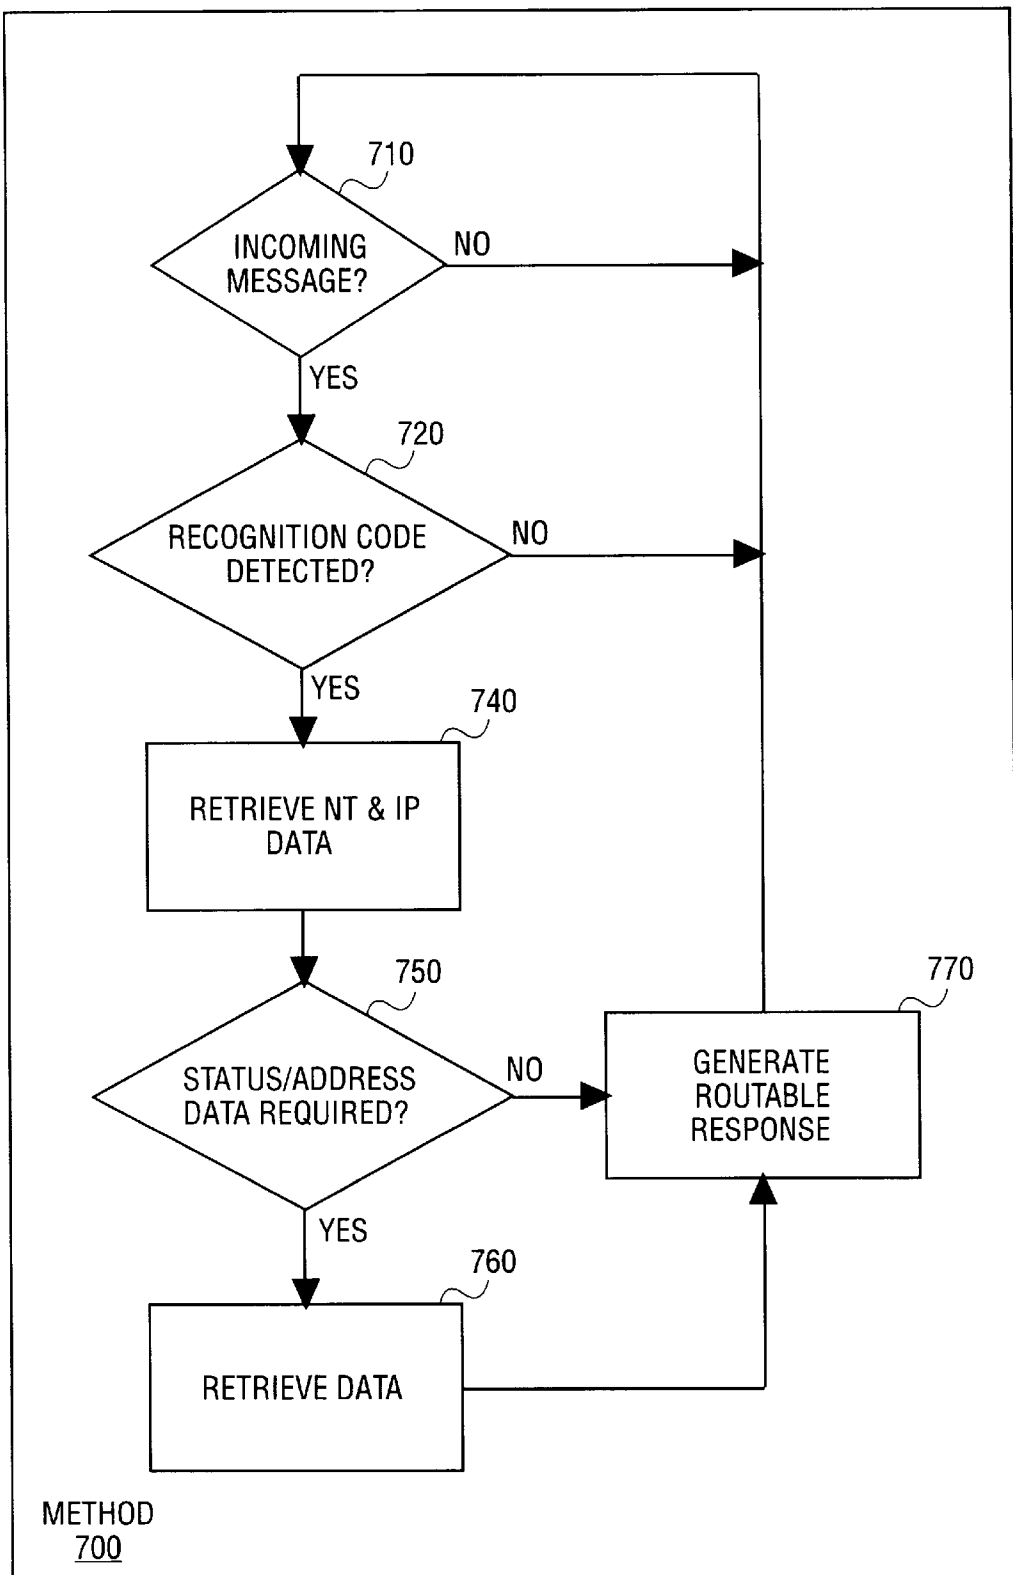 710
INCOMING
MESSAGE?
NO
YES
720
RECOGNITION CODE
DETECTED?
NO
YES
740
RETRIEVE NT & IP
DATA
750
STATUS/ADDRESS
DATA REQUIRED?
NO
YES
770
GENERATE
ROUTABLE
RESPONSE
760
RETRIEVE DATA
METHOD
700